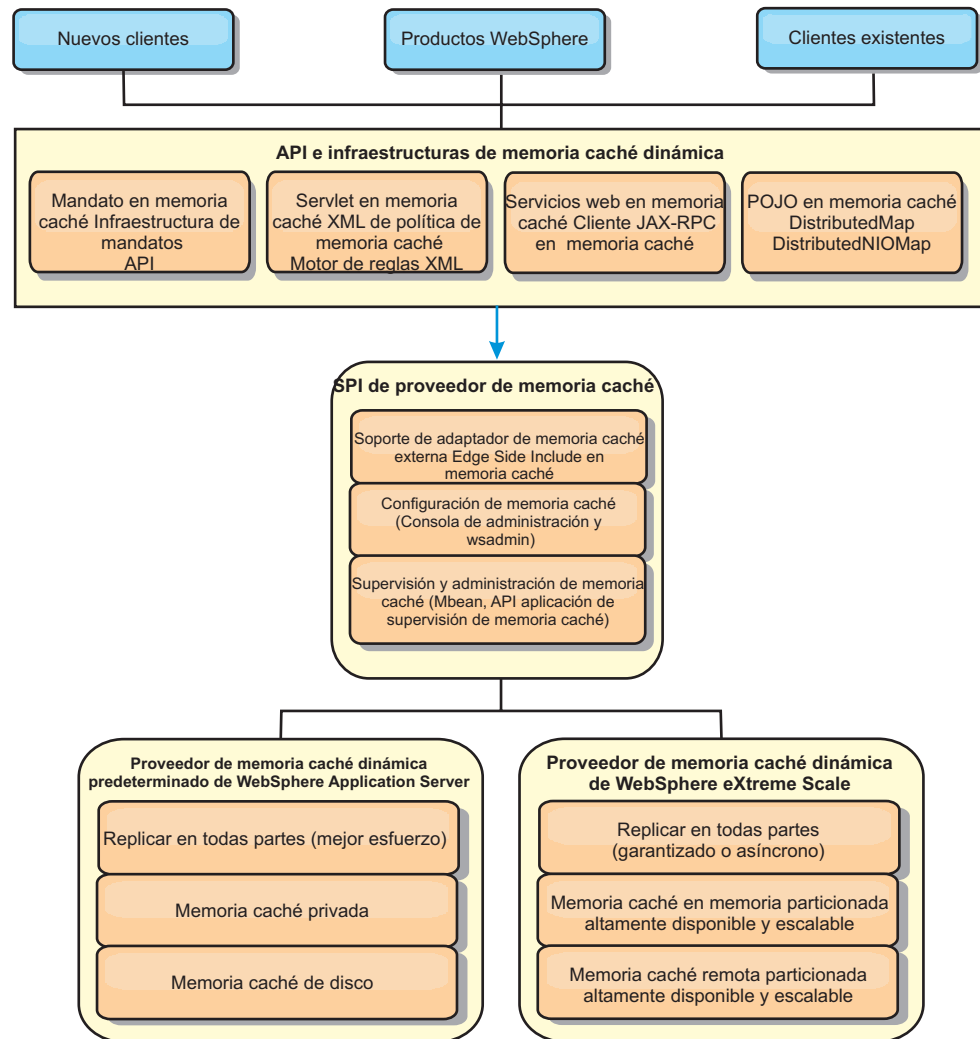 Nuevos clientes
Productos WebSphere
Clientes existentes
API e infraestructuras de memoria caché dinámica
Mandato en memoria
caché Infraestructura de
mandatos
API
Servlet en memoria
caché XML de política de
memoria caché
Motor de reglas XML
Servicios web en memoria
caché Cliente JAX-RPC
en memoria caché
POJO en memoria caché
DistributedMap
DistributedNIOMap
SPI de proveedor de memoria caché
Soporte de adaptador de memoria caché
externa Edge Side Include en
memoria caché
Configuración de memoria caché
(Consola de administración y
wsadmin)
Supervisión y administración de memoria
caché (Mbean, API aplicación de
supervisión de memoria caché)
Proveedor de memoria caché dinámica
predeterminado de WebSphere Application Server
Replicar en todas partes (mejor esfuerzo)
Memoria caché privada
Memoria caché de disco
Proveedor de memoria caché dinámica
de WebSphere eXtreme Scale
Replicar en todas partes
(garantizado o asíncrono)
Memoria caché en memoria particionada
altamente disponible y escalable
Memoria caché remota particionada
altamente disponible y escalable